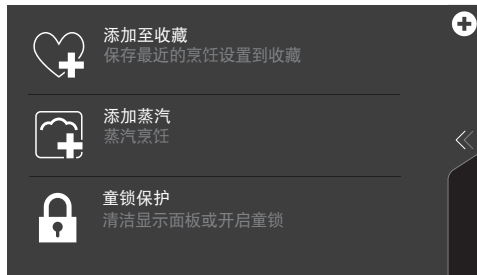 添加至收藏
保存最近的烹饪设置到收藏
添加蒸汽
蒸汽烹饪
童锁保护
清洁显示面板或开启童锁